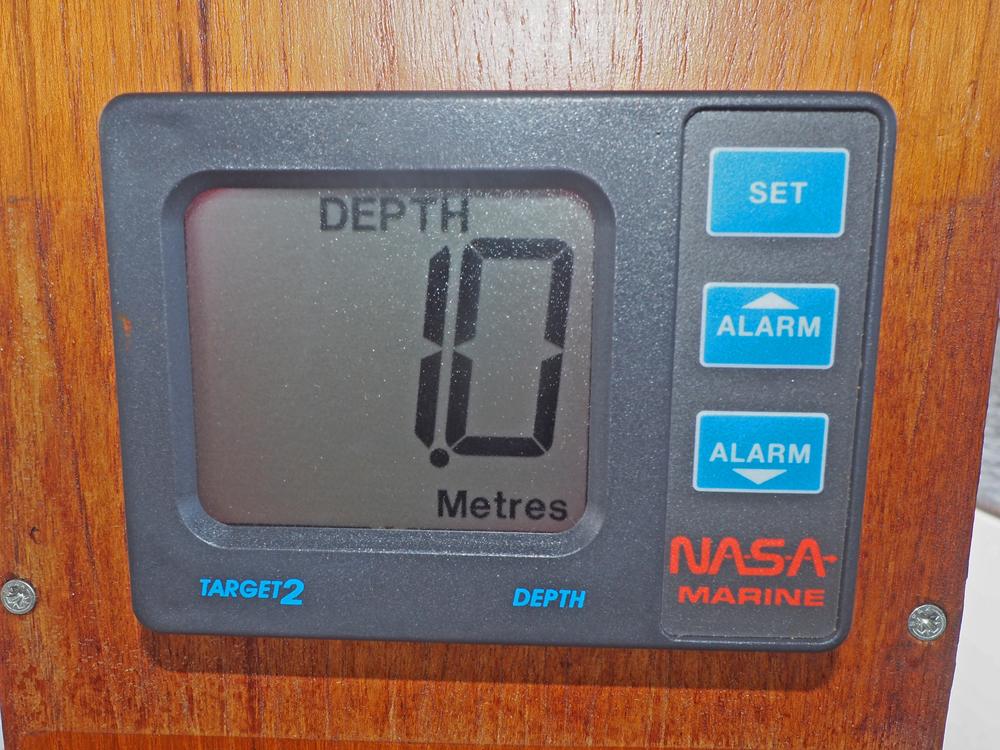 DEPTH
1.0
Metres
TARGET2
DEPTH
SET
ALARM
ALARM
NASA
MARINE